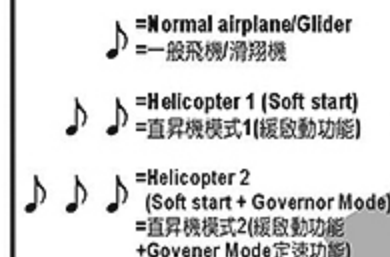 =Normal airplane/Glider
=一般飛機/滑翔機
=Helicopter 1 (Soft start)
=直昇機模式1(緩啟動功能)
=Helicopter 2
(Soft start + Governor Mode)
=直昇機模式2(緩啟動功能
+Govener Mode定速功能)